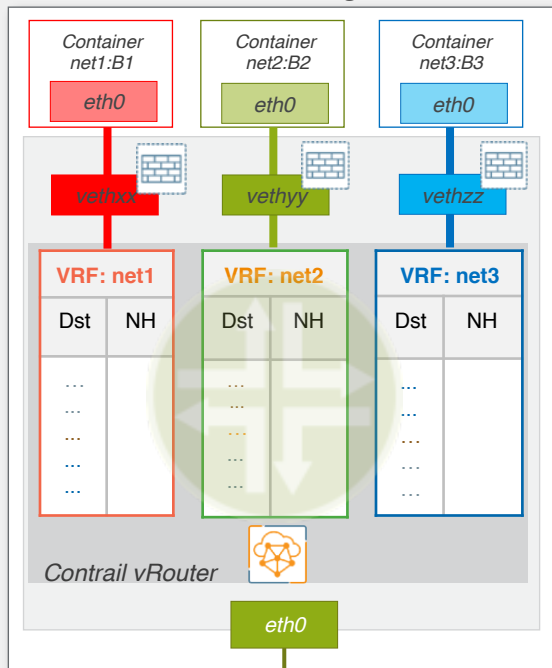 Container
net1:B1
eth0
Container
net2:B2
eth0
Container
net3:B3
eth0
vethxx
vethyy
vethzz
VRF: net1
Dst NH
...
...
...
...
...
VRF: net2
Dst NH
...
...
...
...
...
VRF: net3
Dst NH
...
...
...
...
...
Contrail vRouter
eth0